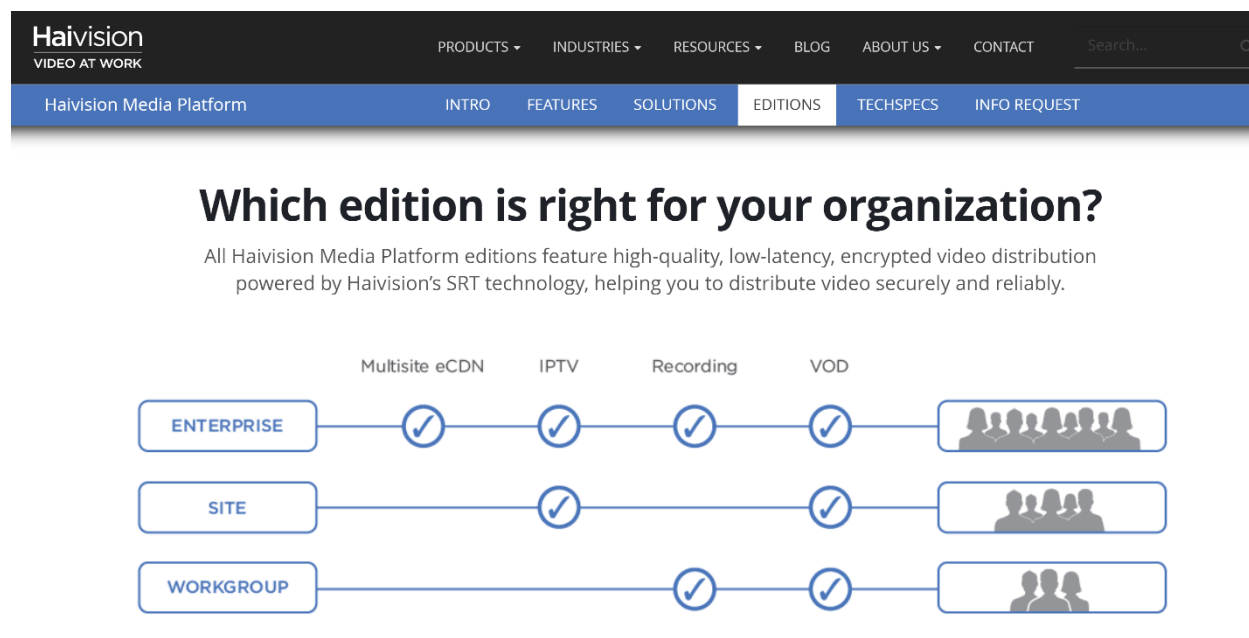 Haivision
VIDEO AT WORK
PRODUCTS INDUSTRIES RESOURCES BLOG ABOUT US CONTACT Search...
Haivision Media Platform INTRO FEATURES SOLUTIONS EDITIONS TECHSPECS INFO REQUEST
Which edition is right for your organization?
All Haivision Media Platform editions feature high-quality, low-latency, encrypted video distribution
powered by Haivision’s SRT technology, helping you to distribute video securely and reliably.
Multisite eCDN IPTV Recording VOD
ENTERPRISE
SITE
WORKGROUP